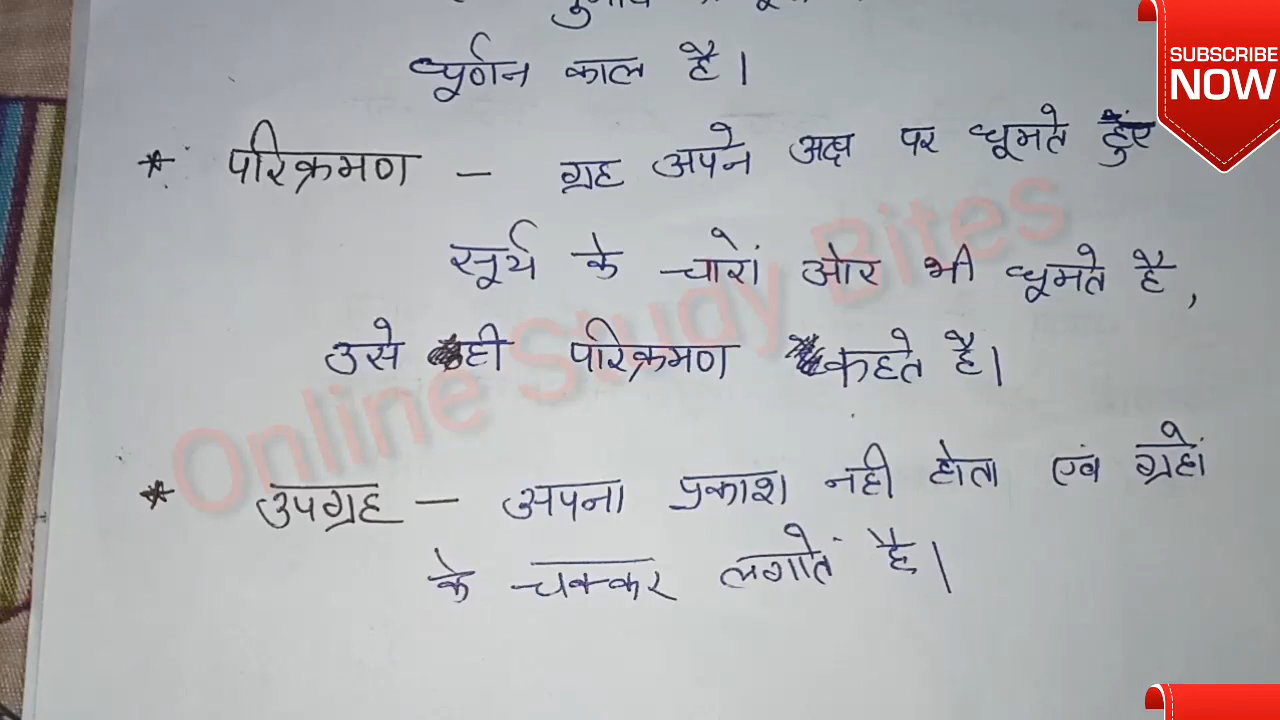 घूर्णन काल है।
* परिक्रमण - ग्रह अपने अक्ष पर घूमते हुए
सूर्य के चारों ओर भी घूमते है,
उसे ही परिक्रमण कहते है।
* उपग्रह - अपना प्रकाश नही होता एवं ग्रहों
के चक्कर लगाते है।
SUBSCRIBE
NOW
Online Study Bites